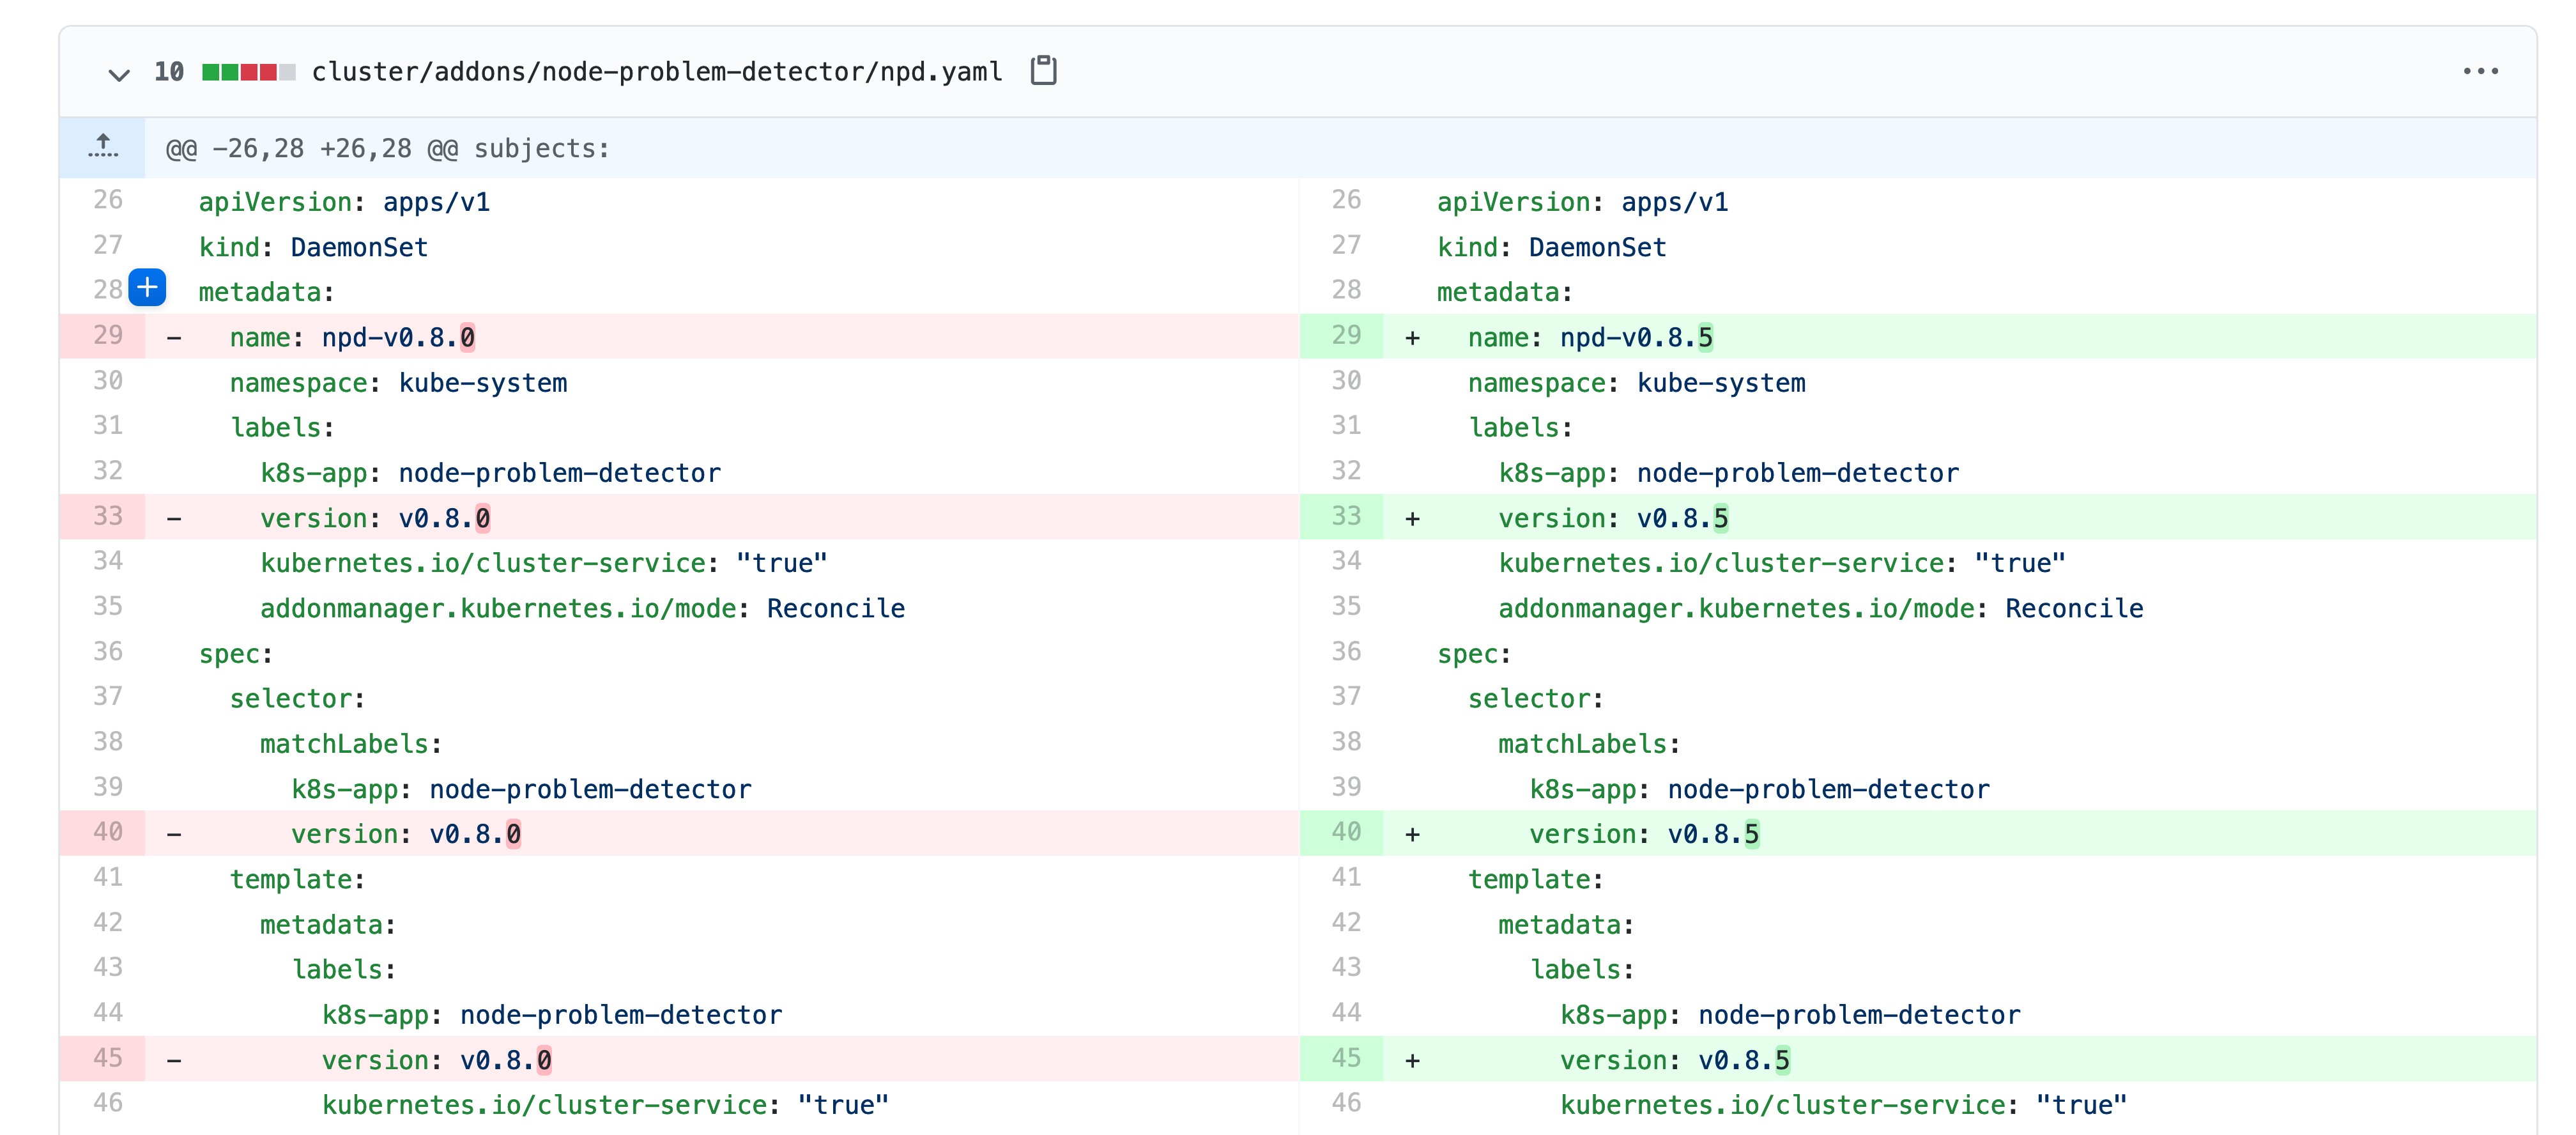 10 cluster/addons/node-problem-detector/npd.yaml
@@ -26,28 +26,28 @@ subjects:
26 apiVersion: apps/v1
27 kind: DaemonSet
28 + metadata:
29 - name: npd-v0.8.0
30 namespace: kube-system
31 labels:
32 k8s-app: node-problem-detector
33 - version: v0.8.0
34 kubernetes.io/cluster-service: "true"
35 addonmanager.kubernetes.io/mode: Reconcile
36 spec:
37 selector:
38 matchLabels:
39 k8s-app: node-problem-detector
40 - version: v0.8.0
41 template:
42 metadata:
43 labels:
44 k8s-app: node-problem-detector
45 - version: v0.8.0
46 kubernetes.io/cluster-service: "true"
26 apiVersion: apps/v1
27 kind: DaemonSet
28 metadata:
29 + name: npd-v0.8.5
30 namespace: kube-system
31 labels:
32 k8s-app: node-problem-detector
33 + version: v0.8.5
34 kubernetes.io/cluster-service: "true"
35 addonmanager.kubernetes.io/mode: Reconcile
36 spec:
37 selector:
38 matchLabels:
39 k8s-app: node-problem-detector
40 + version: v0.8.5
41 template:
42 metadata:
43 labels:
44 k8s-app: node-problem-detector
45 + version: v0.8.5
46 kubernetes.io/cluster-service: "true"